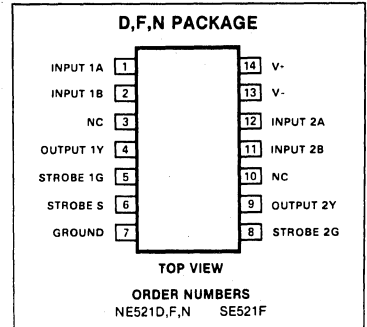 D,F,N PACKAGE
INPUT 1A 1 14 V+
INPUT 1B 2 13 V-
NC 3 12 INPUT 2A
OUTPUT 1Y 4 11 INPUT 2B
STROBE 1G 5 10 NC
STROBE S 6 9 OUTPUT 2Y
GROUND 7 8 STROBE 2G
TOP VIEW
ORDER NUMBERS
NE521D,F,N SE521F